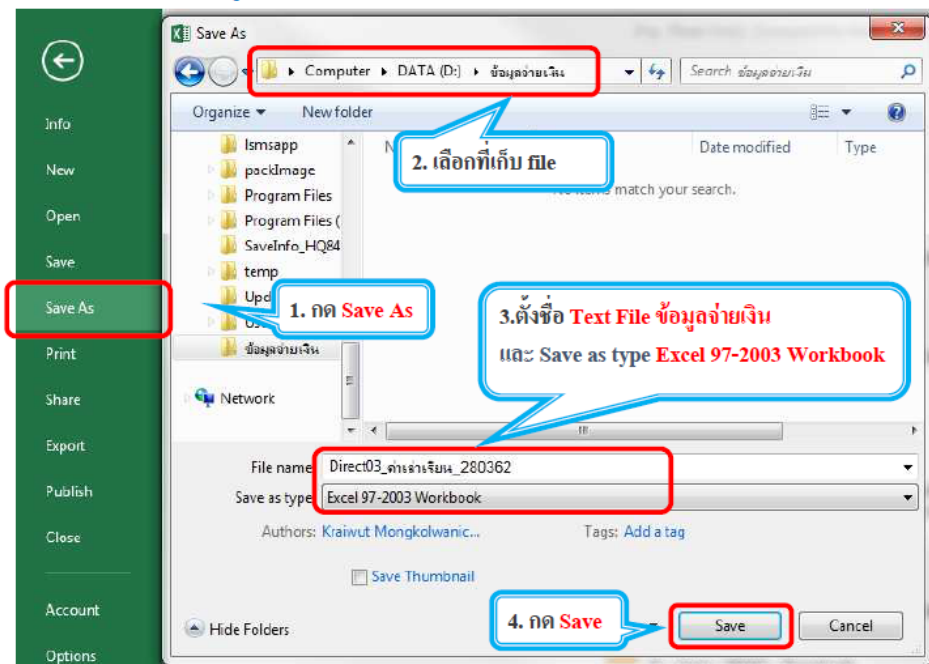 Save As
Computer ▸ DATA (D:) ▸ ข้อมูลจ่ายเงิน
Search ข้อมูลจ่ายเงิน
Organize
New folder
Info
New
Open
Save
Save As
Print
Share
Export
Publish
Close
Account
Options
lsmsapp
packImage
Program Files
Program Files (
SaveInfo_HQ84
temp
Upd
ข้อมูลจ่ายเงิน
Network
Date modified
Type
match your search.
2. เลือกที่เก็บ file
1. กด Save As
3.ตั้งชื่อ Text File ข้อมูลจ่ายเงิน
และ Save as type Excel 97-2003 Workbook
File name
Direct03_ค่าเล่าเรียน_280362
Save as type
Excel 97-2003 Workbook
Authors: Kraiwut Mongkolwanic...
Tags: Add a tag
Save Thumbnail
4. กด Save
Hide Folders
Save
Cancel